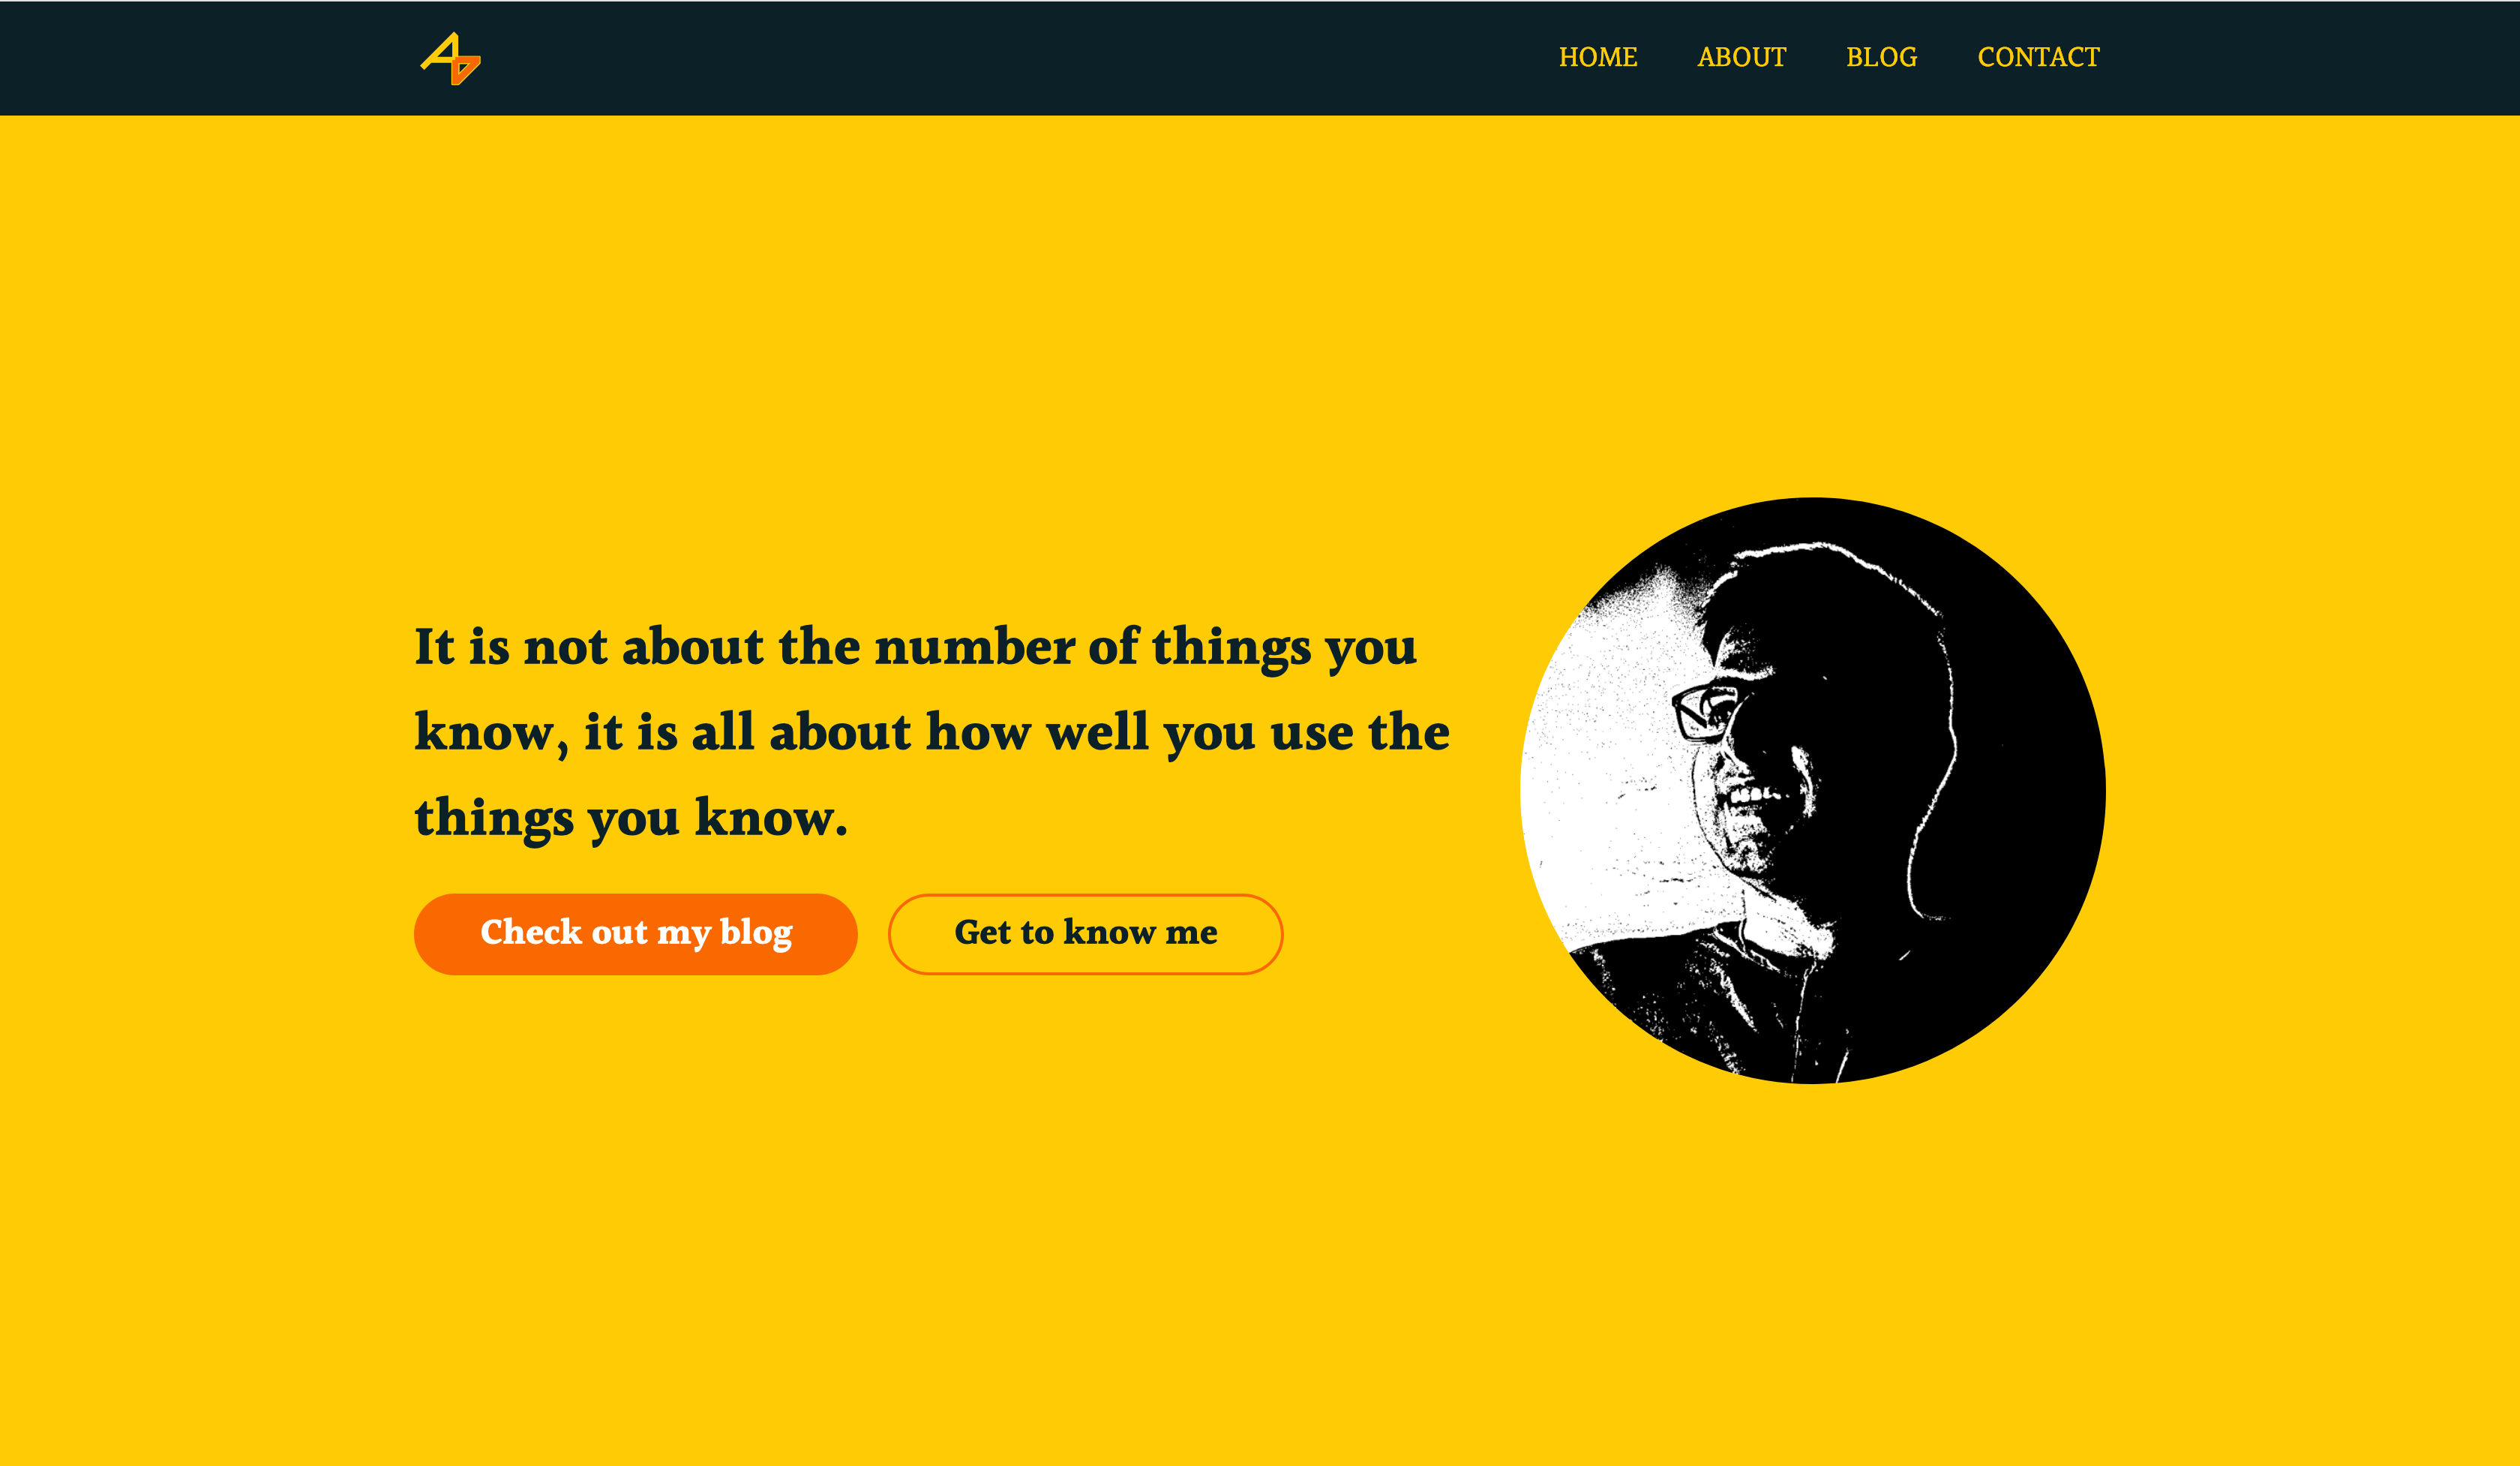 HOME ABOUT BLOG CONTACT
It is not about the number of things you
know, it is all about how well you use the
things you know.
Check out my blog Get to know me